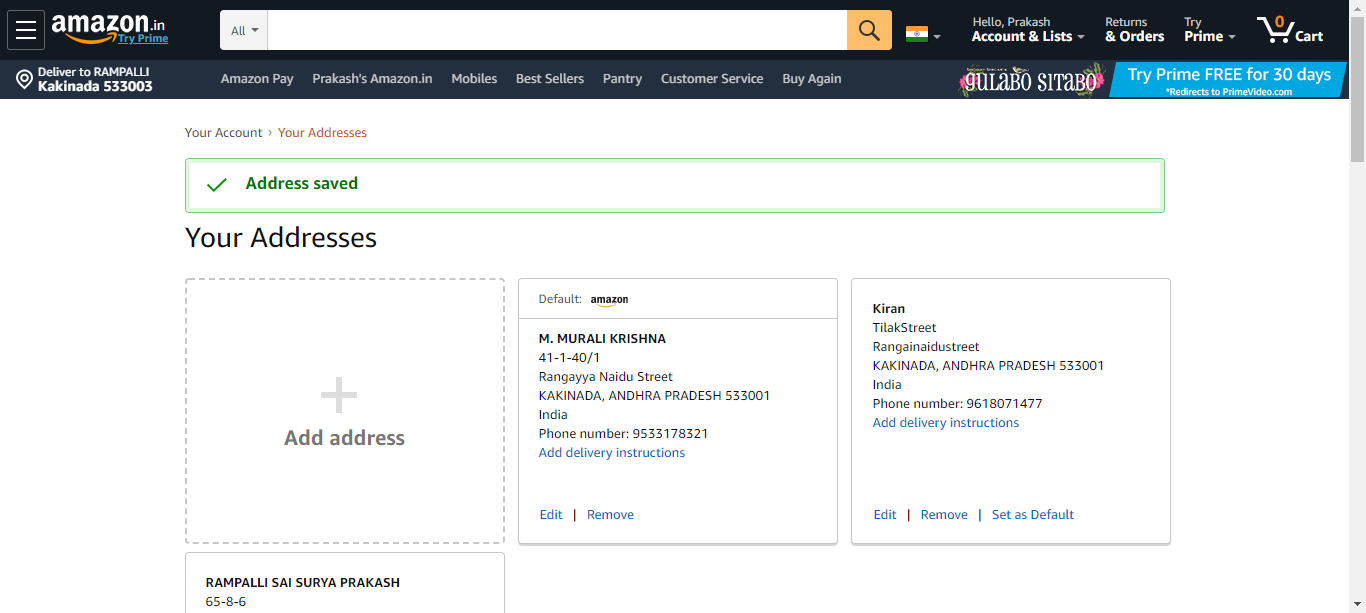 amazon.in
Try Prime
All
Hello, Prakash
Account & Lists
Returns
& Orders
Try
Prime
0
Cart
Deliver to RAMPALLI
Kakinada 533003
Amazon Pay
Prakash's Amazon.in
Mobiles
Best Sellers
Pantry
Customer Service
Buy Again
GULABO SITABO
Try Prime FREE for 30 days
*Redirects to PrimeVideo.com
Your Account › Your Addresses
Address saved
Your Addresses
Add address
Default: amazon
M. MURALI KRISHNA
41-1-40/1
Rangayya Naidu Street
KAKINADA, ANDHRA PRADESH 533001
India
Phone number: 9533178321
Add delivery instructions
Edit | Remove
Kiran
TilakStreet
Rangainaidustreet
KAKINADA, ANDHRA PRADESH 533001
India
Phone number: 9618071477
Add delivery instructions
Edit | Remove | Set as Default
RAMPALLI SAI SURYA PRAKASH
65-8-6